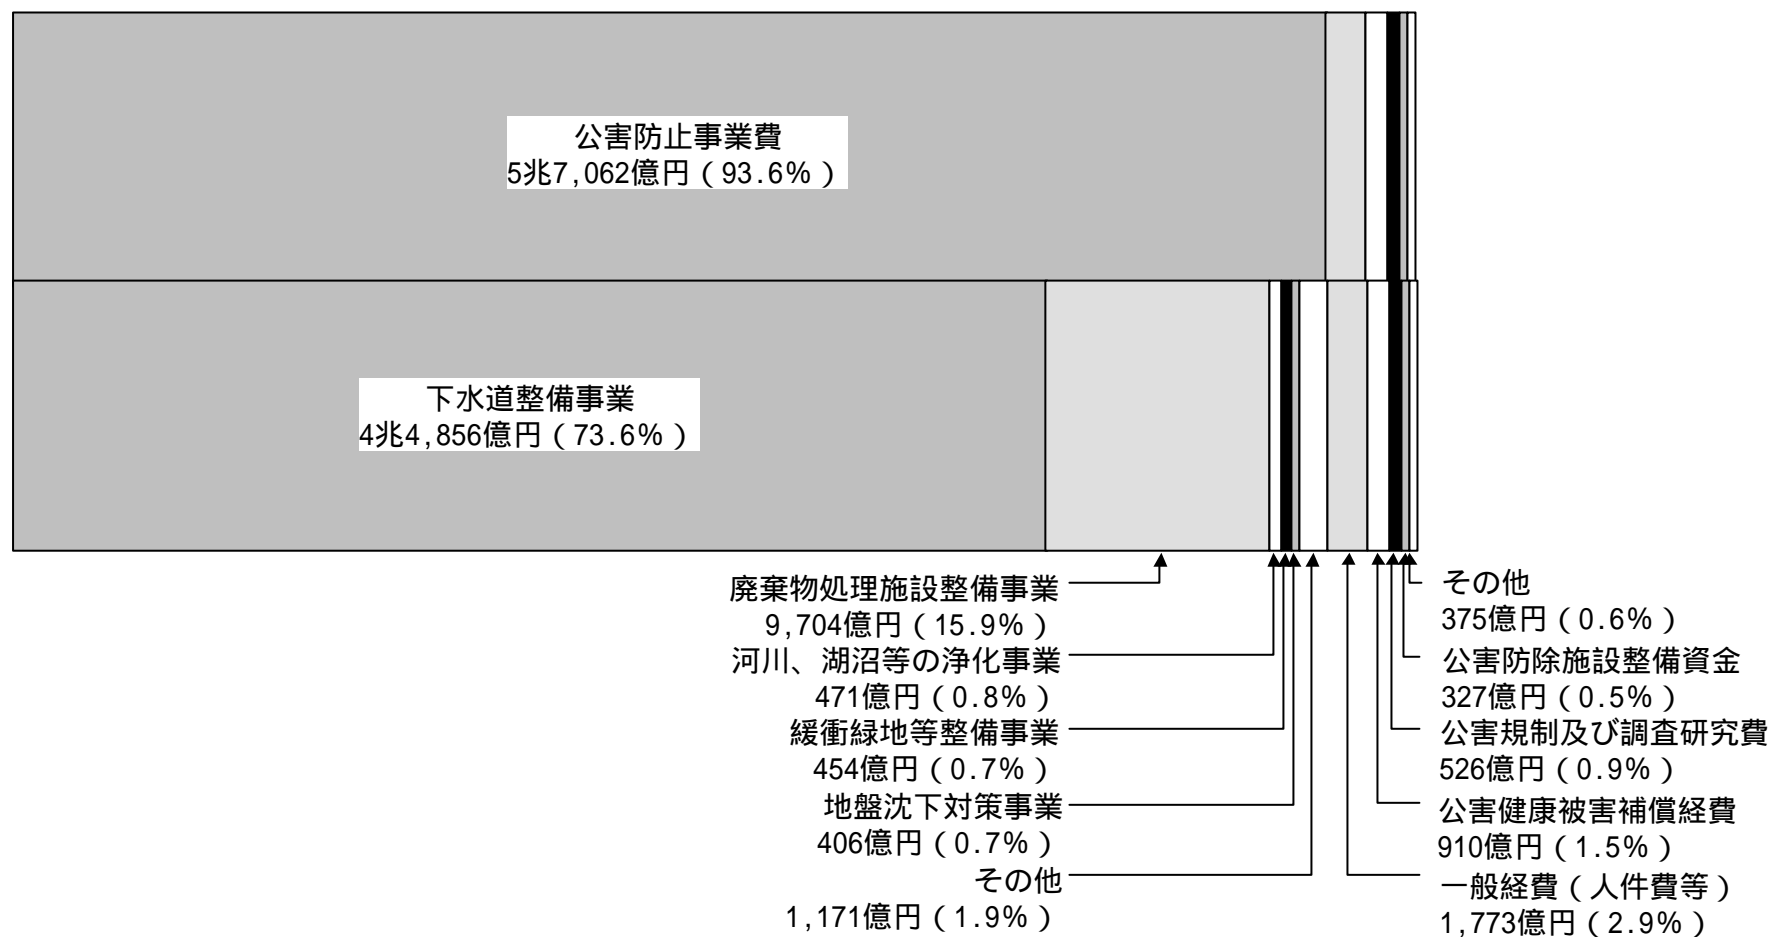 公害防止事業費
5兆7,062億円（93.6%）
下水道整備事業
4兆4,856億円（73.6%）
廃棄物処理施設整備事業
9,704億円（15.9%）
河川、湖沼等の浄化事業
471億円（0.8%）
緩衝緑地等整備事業
454億円（0.7%）
地盤沈下対策事業
406億円（0.7%）
その他
1,171億円（1.9%）
その他
375億円（0.6%）
公害防除施設整備資金
327億円（0.5%）
公害規制及び調査研究費
526億円（0.9%）
公害健康被害補償経費
910億円（1.5%）
一般経費（人件費等）
1,773億円（2.9%）